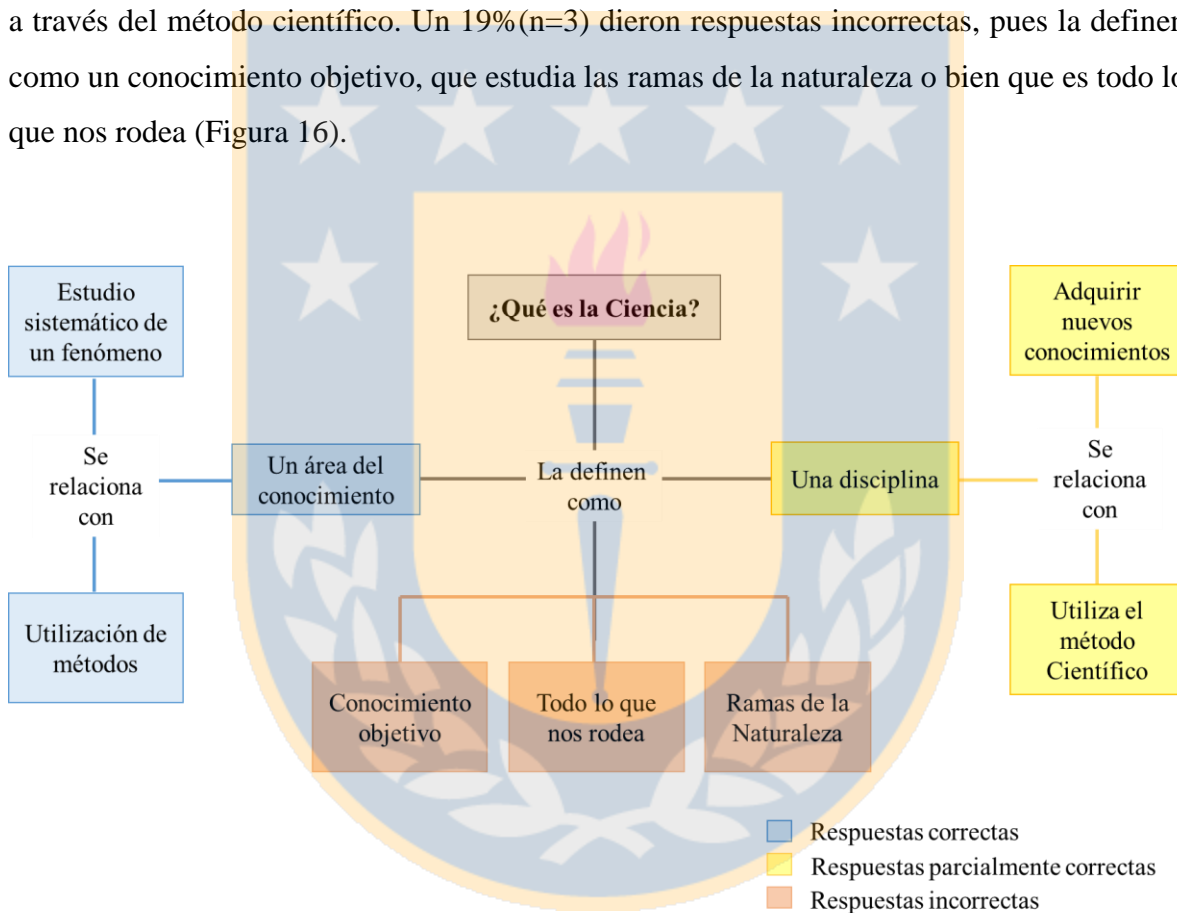 a través del método científico. Un 19%(n=3) dieron respuestas incorrectas, pues la definen
como un conocimiento objetivo, que estudia las ramas de la naturaleza o bien que es todo lo
que nos rodea (Figura 16).
¿Qué es la Ciencia?
Estudio
sistemático de
un fenómeno
Se
relaciona
con
Utilización de
métodos
Un área del
conocimiento
La definen
como
Una disciplina
Adquirir
nuevos
conocimientos
Se
relaciona
con
Utiliza el
método
Científico
Conocimiento
objetivo
Todo lo que
nos rodea
Ramas de la
Naturaleza
Respuestas correctas
Respuestas parcialmente correctas
Respuestas incorrectas